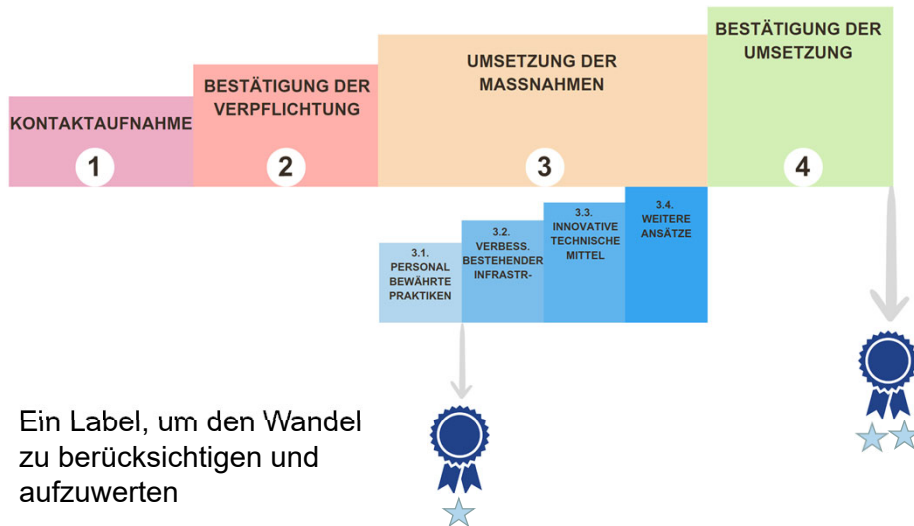 KONTAKTAUFNAHME
1
BESTÄTIGUNG DER
VERPFLICHTUNG
2
UMSETZUNG DER
MASSNAHMEN
3
BESTÄTIGUNG DER
UMSETZUNG
4
3.1.
PERSONAL
BEWÄHRTE
PRAKTIKEN
3.2.
VERBESS.
BESTEHENDER
INFRASTR-
3.3.
INNOVATIVE
TECHNISCHE
MITTEL
3.4.
WEITERE
ANSÄTZE
Ein Label, um den Wandel
zu berücksichtigen und
aufzuwerten